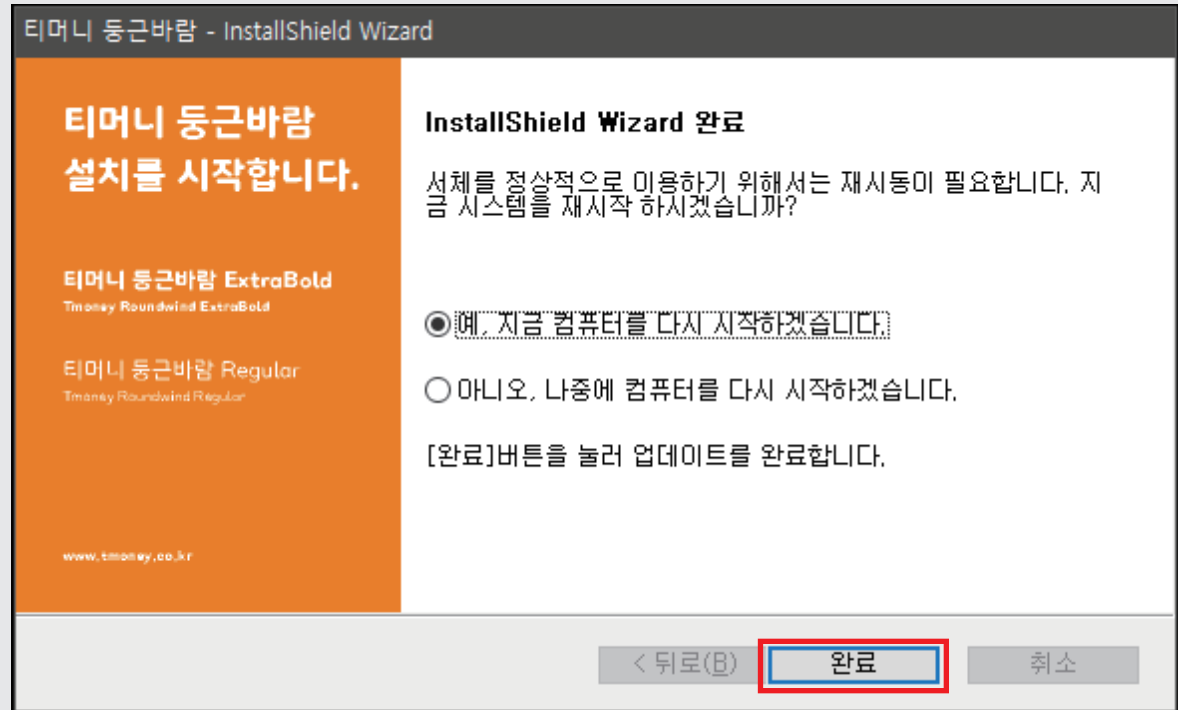 티머니 둥근바람 - InstallShield Wizard
티머니 둥근바람
설치를 시작합니다.
티머니 둥근바람 ExtraBold
Tmoney Roundwind ExtraBold
티머니 둥근바람 Regular
Tmoney Roundwind Regular
www.tmoney.co.kr
InstallShield Wizard 완료
서체를 정상적으로 이용하기 위해서는 재시동이 필요합니다. 지
금 시스템을 재시작 하시겠습니까?
예, 지금 컴퓨터를 다시 시작하겠습니다.
아니오, 나중에 컴퓨터를 다시 시작하겠습니다.
[완료]버튼을 눌러 업데이트를 완료합니다.
< 뒤로(B)
완료
취소